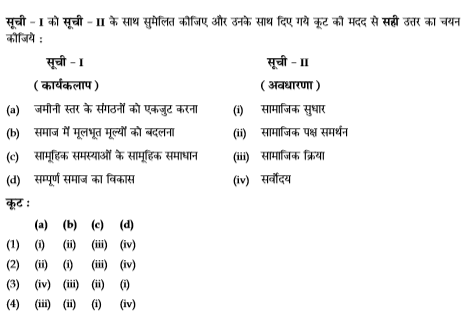 सूची - I को सूची - II के साथ सुमेलित कीजिए और उनके साथ दिए गये कूट की मदद से सही उत्तर का चयन
कीजिये :
सूची - I सूची - II
( कार्यकलाप ) ( अवधारणा )
(a) जमीनी स्तर के संगठनों को एकजुट करना (i) सामाजिक सुधार
(b) समाज में मूलभूत मूल्यों को बदलना (ii) सामाजिक पक्ष समर्थन
(c) सामूहिक समस्याओं के सामूहिक समाधान (iii) सामाजिक क्रिया
(d) सम्पूर्ण समाज का विकास (iv) सर्वोदय
कूट :
(a) (b) (c) (d)
(1) (i) (ii) (iii) (iv)
(2) (ii) (i) (iii) (iv)
(3) (iv) (iii) (ii) (i)
(4) (iii) (ii) (i) (iv)